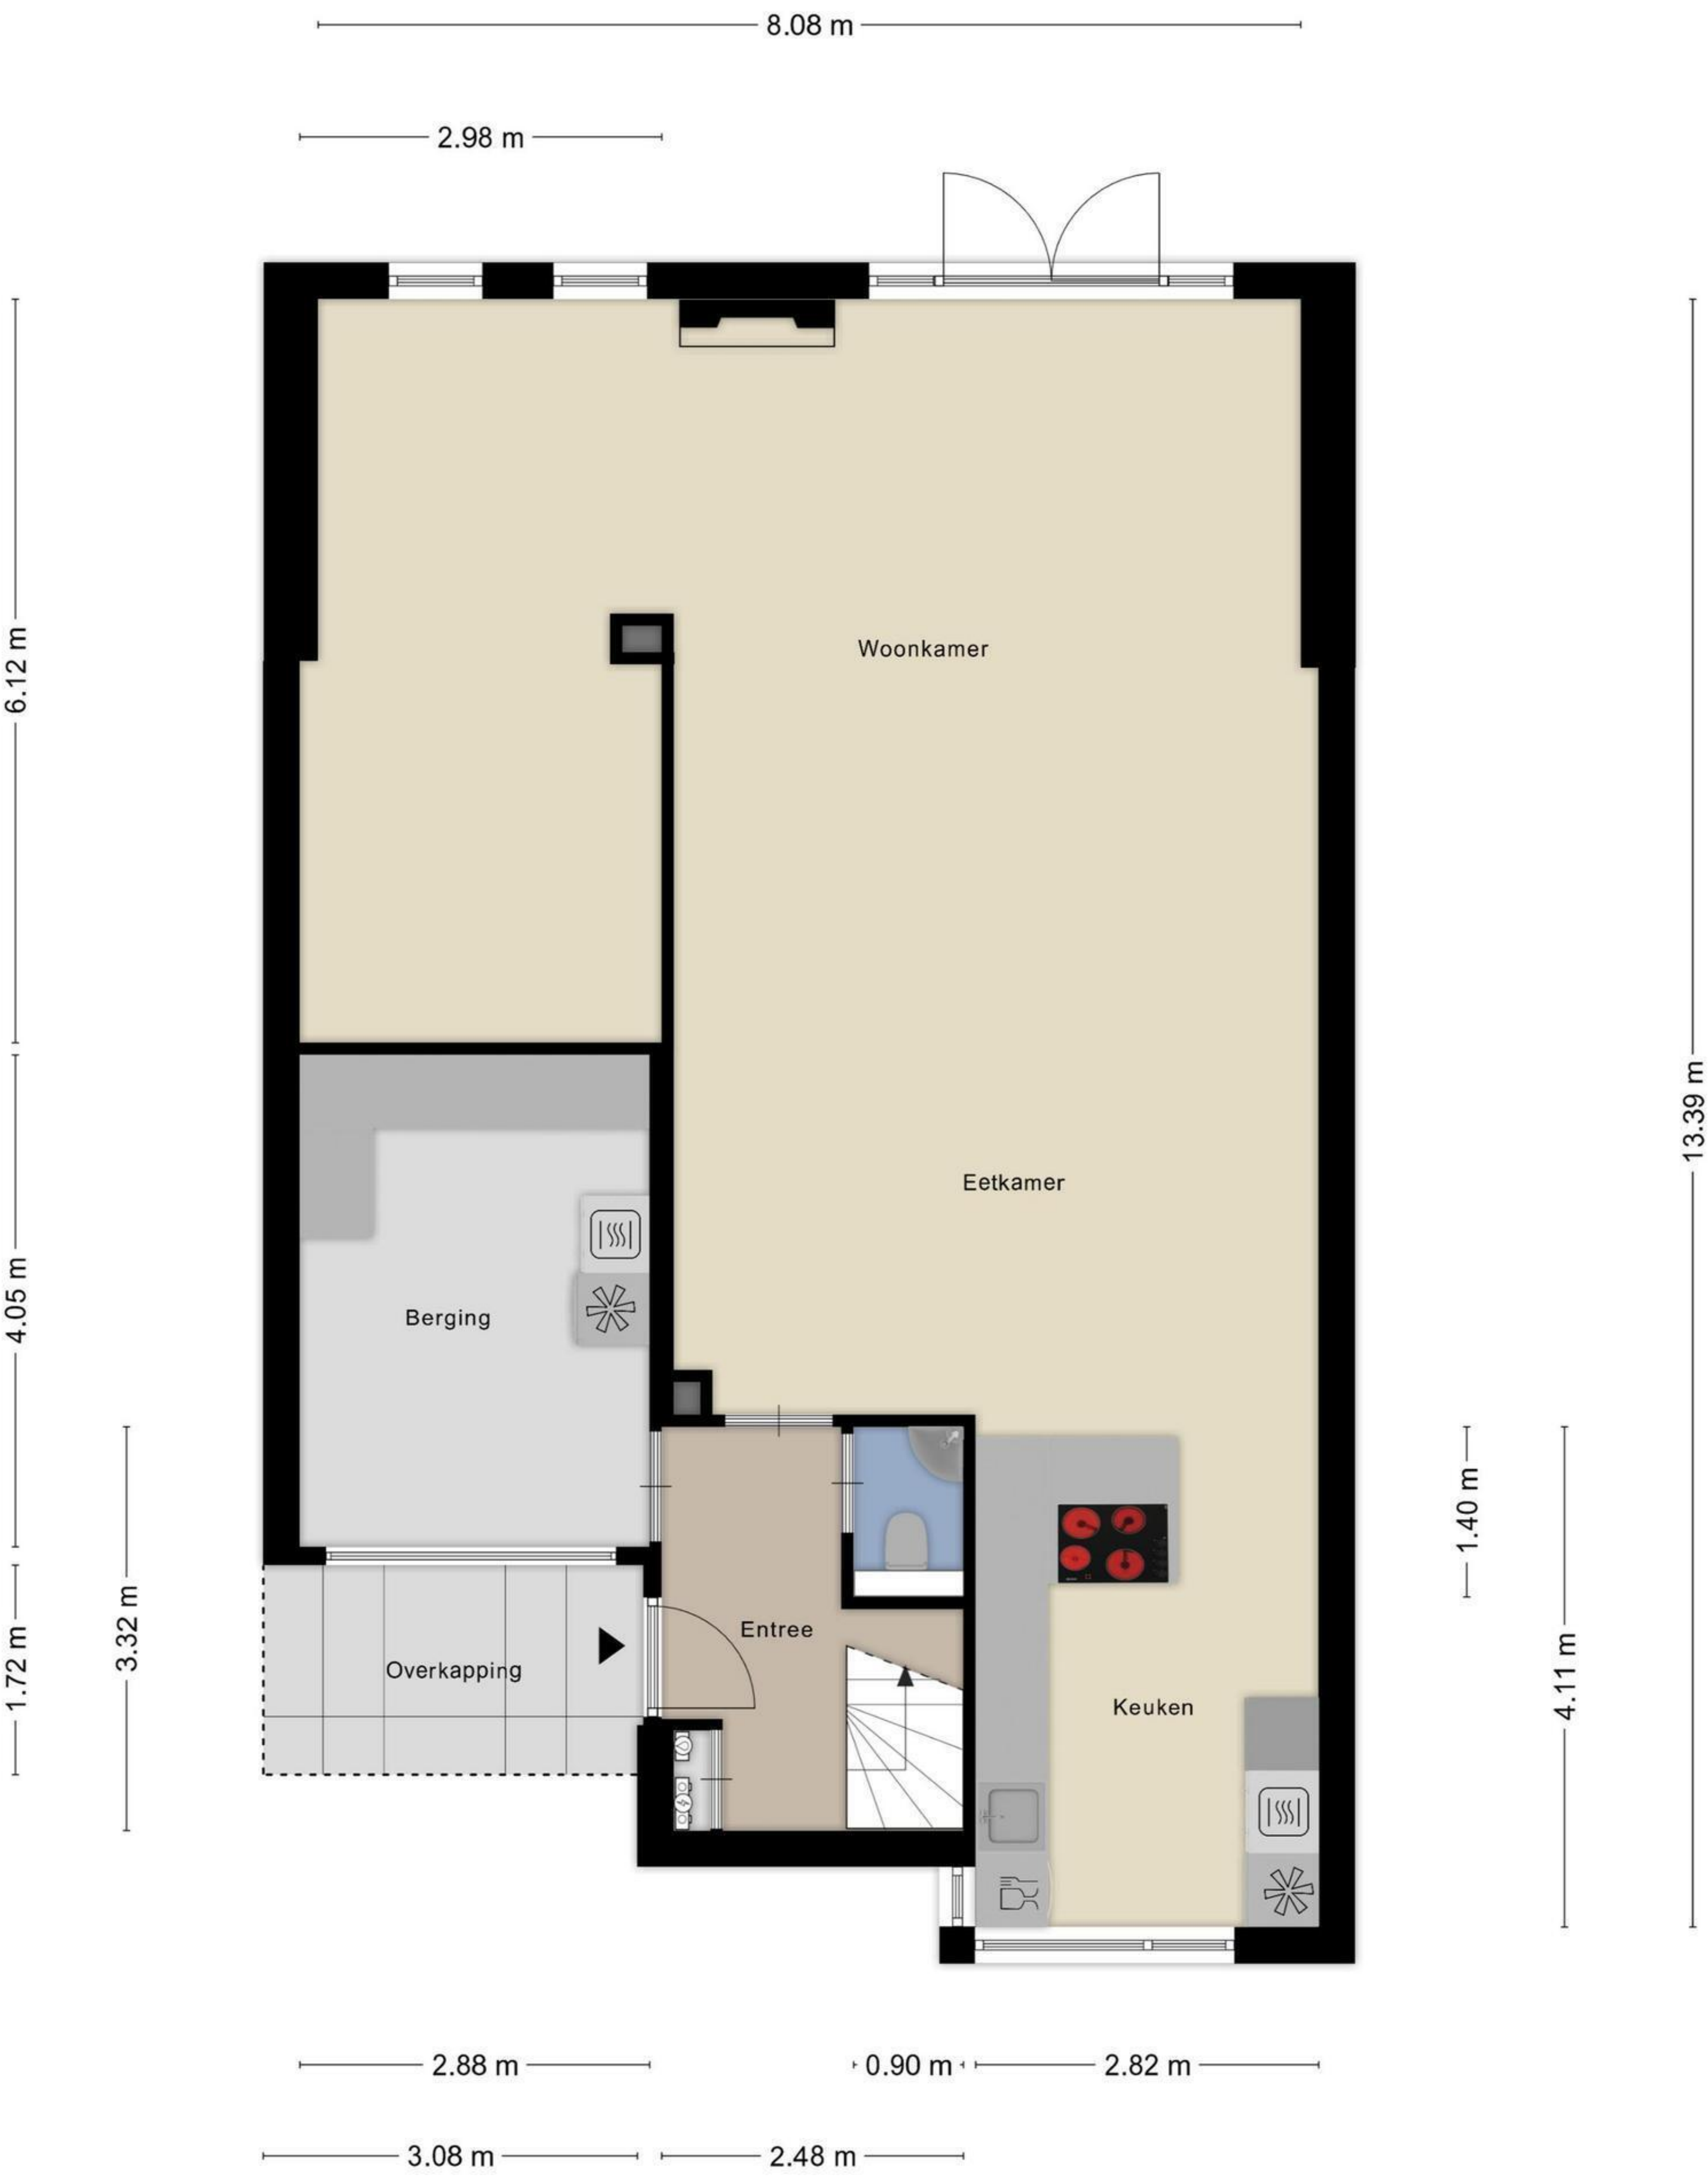 8.08 m
2.98 m
Woonkamer
6.12 m
13.39 m
Eetkamer
4.05 m
Berging
1.40 m
3.32 m
Entree
1.72 m
Overkapping
4.11 m
Keuken
2.88 m
0.90 m
2.82 m
3.08 m
2.48 m